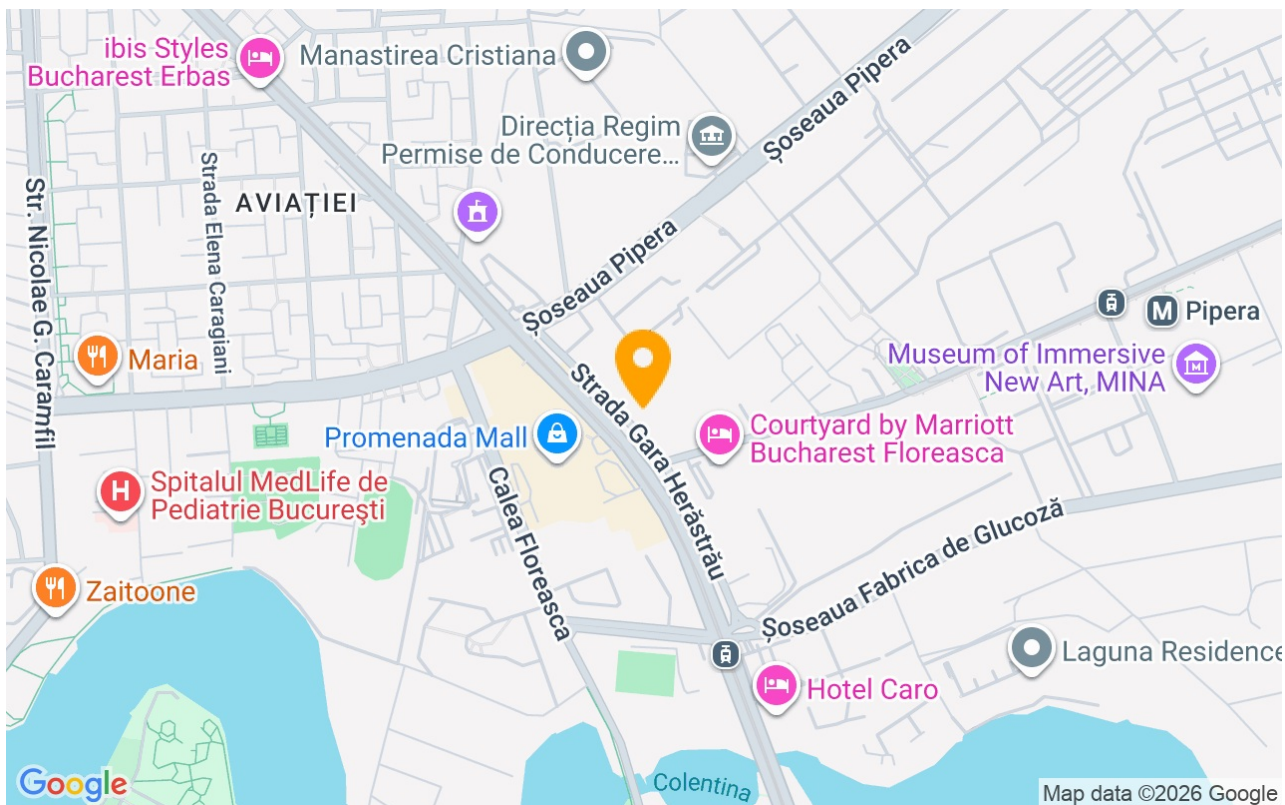 ibis Styles
Bucharest Erbas
Manastirea Cristiana
Direcția Regim
Permise de Conducere...
Șoseaua Pipera
Str. Nicolae G. Caramfil
Strada Elena Caragiani
AVIAȚIEI
Șoseaua Pipera
M Pipera
Maria
Strada Gara Herăstrău
Museum of Immersive
New Art, MINA
Promenada Mall
Courtyard by Marriott
Bucharest Floreasca
H
Spitalul MedLife de
Pediatrie Bucureşti
Calea Floreasca
Șoseaua Fabrica de Glucoză
Zaitoone
Laguna Residence
Hotel Caro
Colentina
Google
Map data ©2026 Google